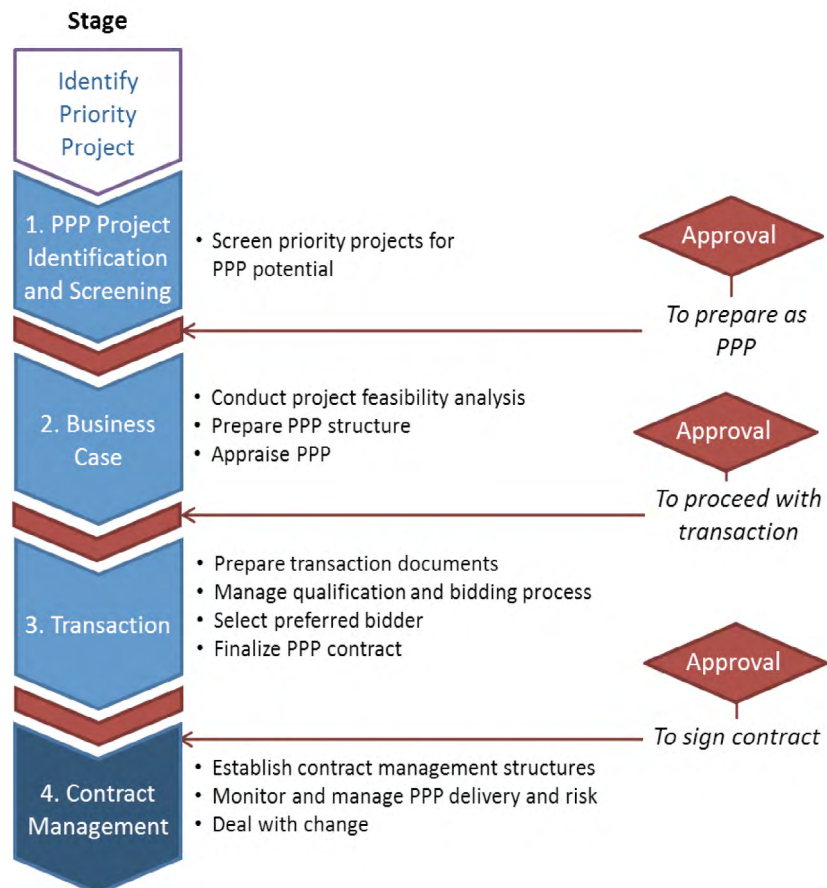 Stage
Identify
Priority
Project
1. PPP Project
Identification
and Screening
• Screen priority projects for
PPP potential
Approval
To prepare as
PPP
2. Business
Case
• Conduct project feasibility analysis
• Prepare PPP structure
• Appraise PPP
Approval
To proceed with
transaction
3. Transaction
• Prepare transaction documents
• Manage qualification and bidding process
• Select preferred bidder
• Finalize PPP contract
Approval
To sign contract
4. Contract
Management
• Establish contract management structures
• Monitor and manage PPP delivery and risk
• Deal with change